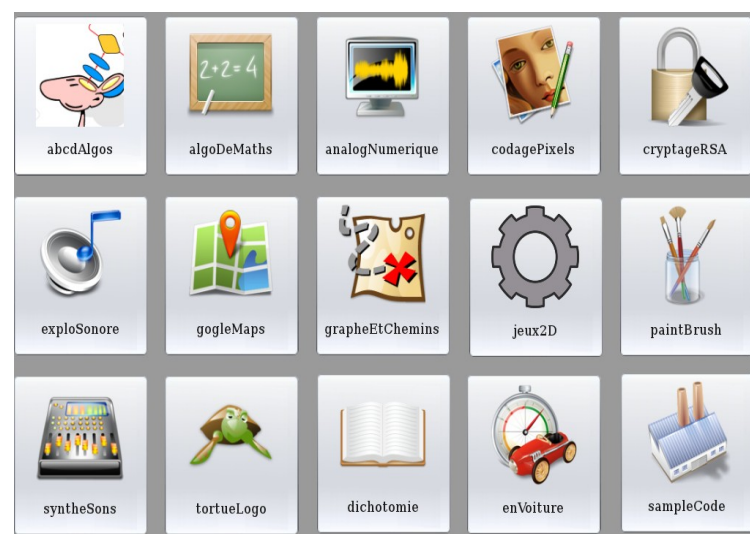 2+2=4
abcdAlgos
algoDeMaths
analogNumerique
codagePixels
cryptageRSA
exploSonore
gogleMaps
grapheEtChemins
jeux2D
paintBrush
syntheSons
tortueLogo
dichotomie
enVoiture
sampleCode